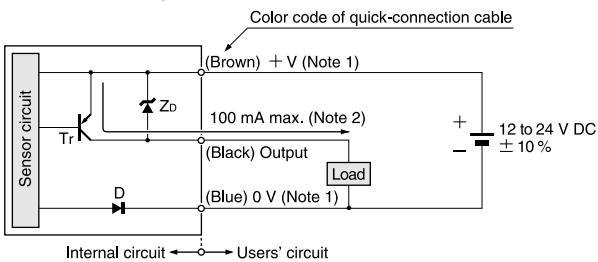 Color code of quick-connection cable
(Brown) +V (Note 1)
Sensor circuit
Tr
ZD
100 mA max. (Note 2)
(Black) Output
+
−
12 to 24 V DC
± 10 %
Load
D
(Blue) 0 V (Note 1)
Internal circuit
Users' circuit